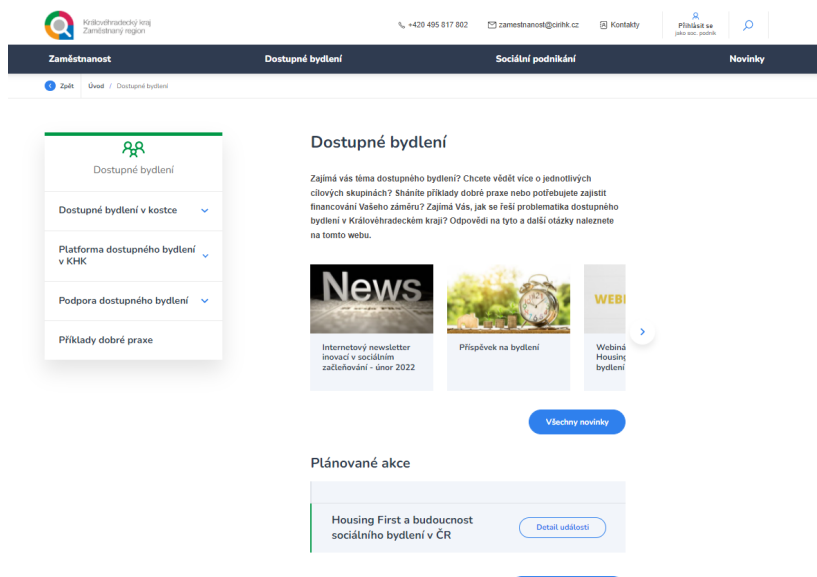 Královéhradecký kraj
Zaměstnaný region
+420 495 817 802
zamestnanost@cirihk.cz
Kontakty
Přihlásit se
jako soc. podnik
Zaměstnanost
Dostupné bydlení
Sociální podnikání
Novinky
Zpět
Úvod / Dostupné bydlení
Dostupné bydlení
Dostupné bydlení v kostce
Platforma dostupného bydlení
v KHK
Podpora dostupného bydlení
Příklady dobré praxe
Dostupné bydlení
Zajímá vás téma dostupného bydlení? Chcete vědět více o jednotlivých
cílových skupinách? Sháníte příklady dobré praxe nebo potřebujete zajistit
financování Vašeho záměru? Zajímá Vás, jak se řeší problematika dostupného
bydlení v Královéhradeckém kraji? Odpovědi na tyto a další otázky naleznete
na tomto webu.
News
WEBI
Internetový newsletter
inovací v sociálním
začleňování - únor 2022
Příspěvek na bydlení
Webiná
Housing
bydlení
Všechny novinky
Plánované akce
Housing First a budoucnost
sociálního bydlení v ČR
Detail události